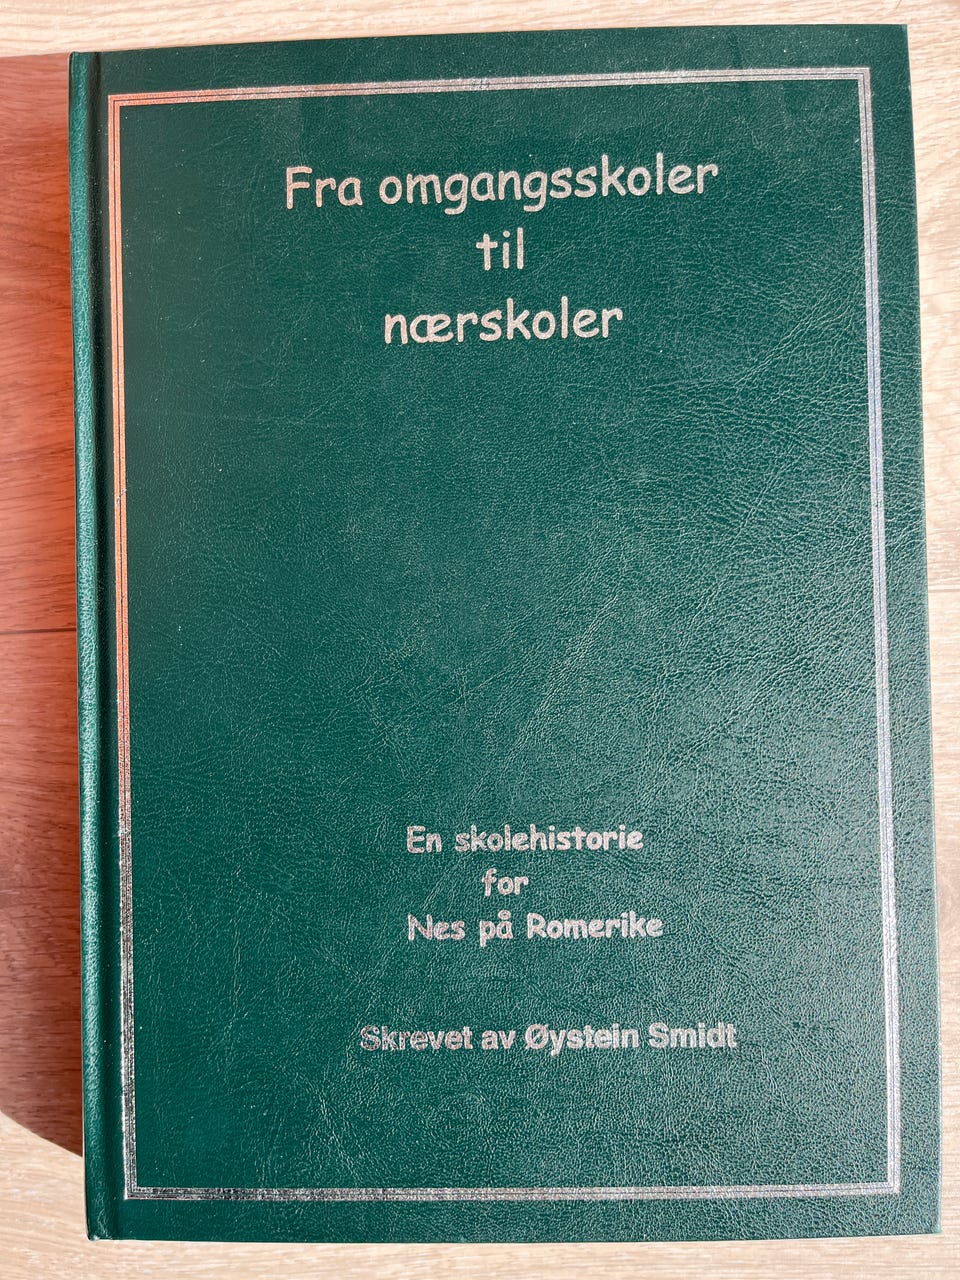 Fra omgangsskoler
til
nærskoler
En skolehistorie
for
Nes på Romerike
Skrevet av Øystein Smidt